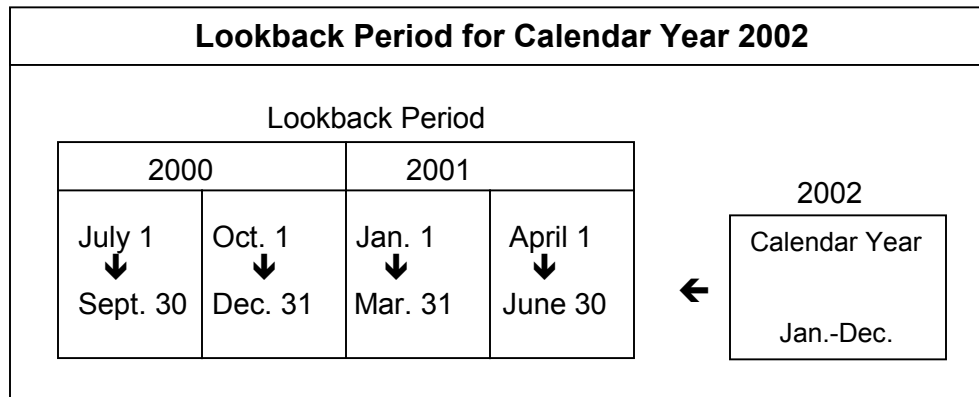 Lookback Period for Calendar Year 2002
Lookback Period
2000 2001
July 1 Oct. 1 Jan. 1 April 1
Sept. 30 Dec. 31 Mar. 31 June 30
2002
Calendar Year
Jan.-Dec.